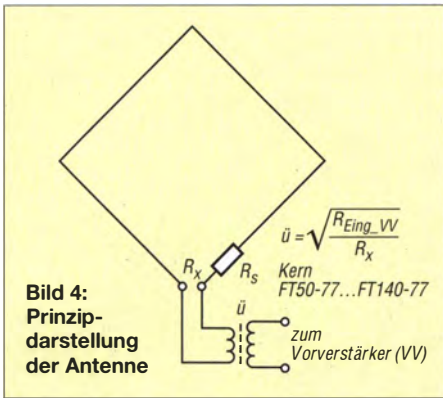 R_x
R_s
ü = √(R_Eing_VV / R_x)
Kern
FT50-77...FT140-77
ü
zum
Vorverstärker (VV)
Bild 4:
Prinzip-
darstellung
der Antenne